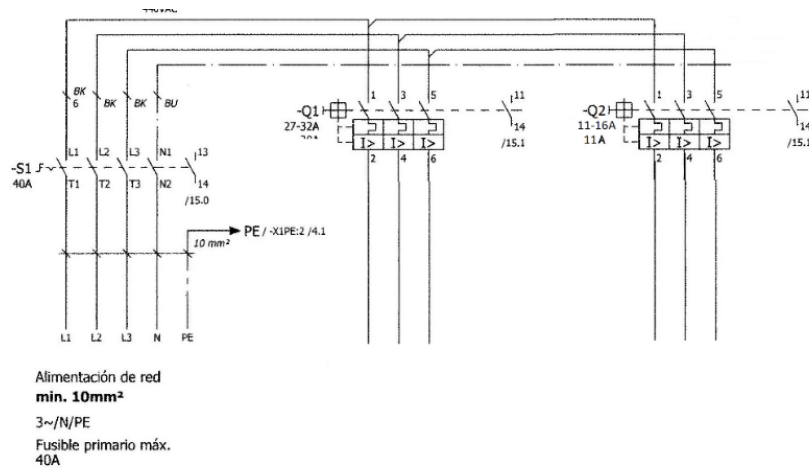 BK
6
BK
BK
BU
L1
L2
L3
N1
13
-S1
40A
T1
T2
T3
N2
14
/15.0
PE / -X1PE:2 /4.1
10 mm²
L1
L2
L3
N
PE
1
3
5
11
-Q1
27-32A
I>
I>
I>
14
/15.1
2
4
6
1
3
5
11
-Q2
11-16A
11A
I>
I>
I>
14
/15.1
2
4
6
Alimentación de red
min. 10mm²
3~/N/PE
Fusible primario máx.
40A